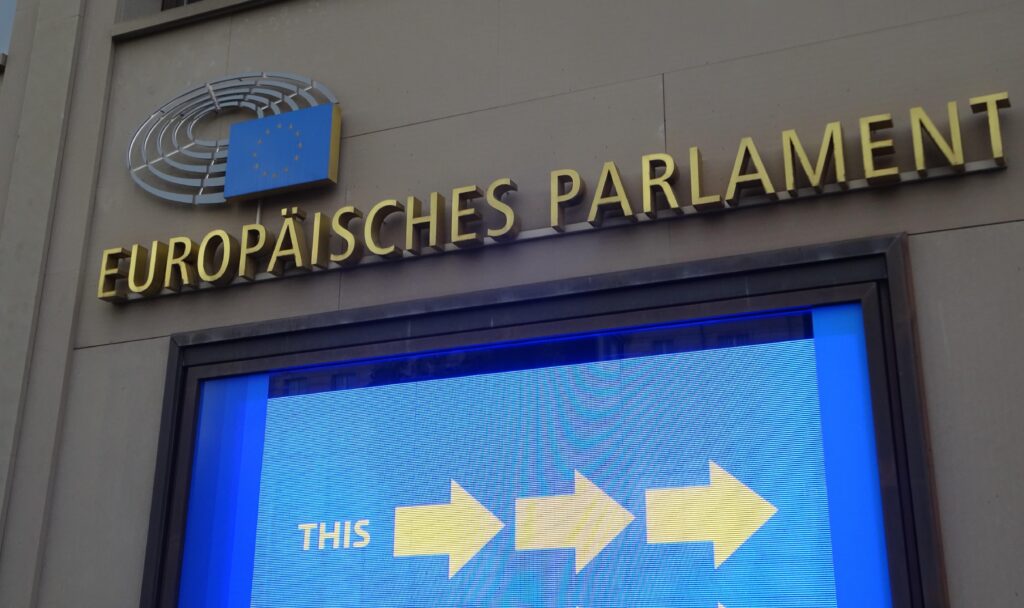 EUROPÄISCHES PARLAMENT
THIS